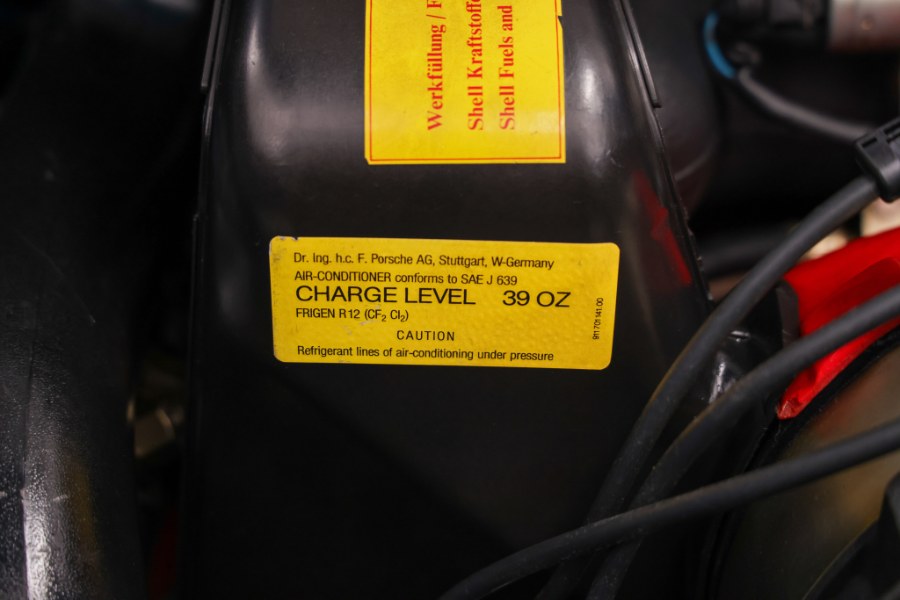 Werkfüllung /
Shell Kraftstoffe
Shell Fuels and
Dr. Ing. h.c. F. Porsche AG, Stuttgart, W-Germany
AIR-CONDITIONER conforms to SAE J 639
CHARGE LEVEL 39 OZ
FRIGEN R 12 (CF₂ Cl₂)
CAUTION
Refrigerant lines of air-conditioning under pressure